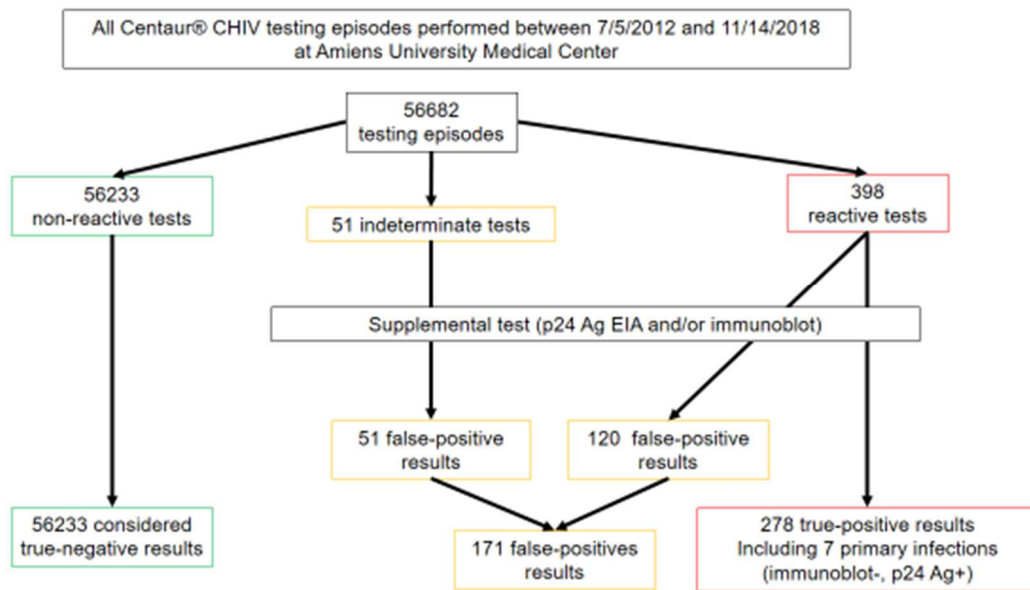 All Centaur® CHIV testing episodes performed between 7/5/2012 and 11/14/2018
at Amiens University Medical Center
56682
testing episodes
56233
non-reactive tests
51 indeterminate tests
398
reactive tests
Supplemental test (p24 Ag EIA and/or immunoblot)
51 false-positive
results
120 false-positive
results
56233 considered
true-negative results
171 false-positives
results
278 true-positive results
Including 7 primary infections
(immunoblot-, p24 Ag+)